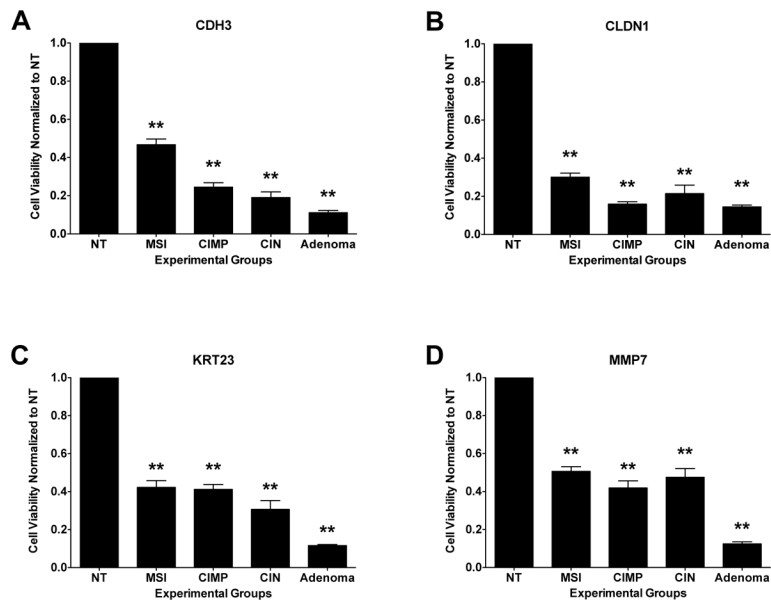 A
CDH3
Cell Viability Normalized to NT
1.0
0.8
0.6
0.4
0.2
0.0
**
**
**
**
NT MSI CIMP CIN Adenoma
Experimental Groups
B
CLDN1
Cell Viability Normalized to NT
1.0
0.8
0.6
0.4
0.2
0.0
**
**
**
**
NT MSI CIMP CIN Adenoma
Experimental Groups
C
KRT23
Cell Viability Normalized to NT
1.0
0.8
0.6
0.4
0.2
0.0
**
**
**
**
NT MSI CIMP CIN Adenoma
Experimental Groups
D
MMP7
Cell Viability Normalized to NT
1.0
0.8
0.6
0.4
0.2
0.0
**
**
**
**
NT MSI CIMP CIN Adenoma
Experimental Groups